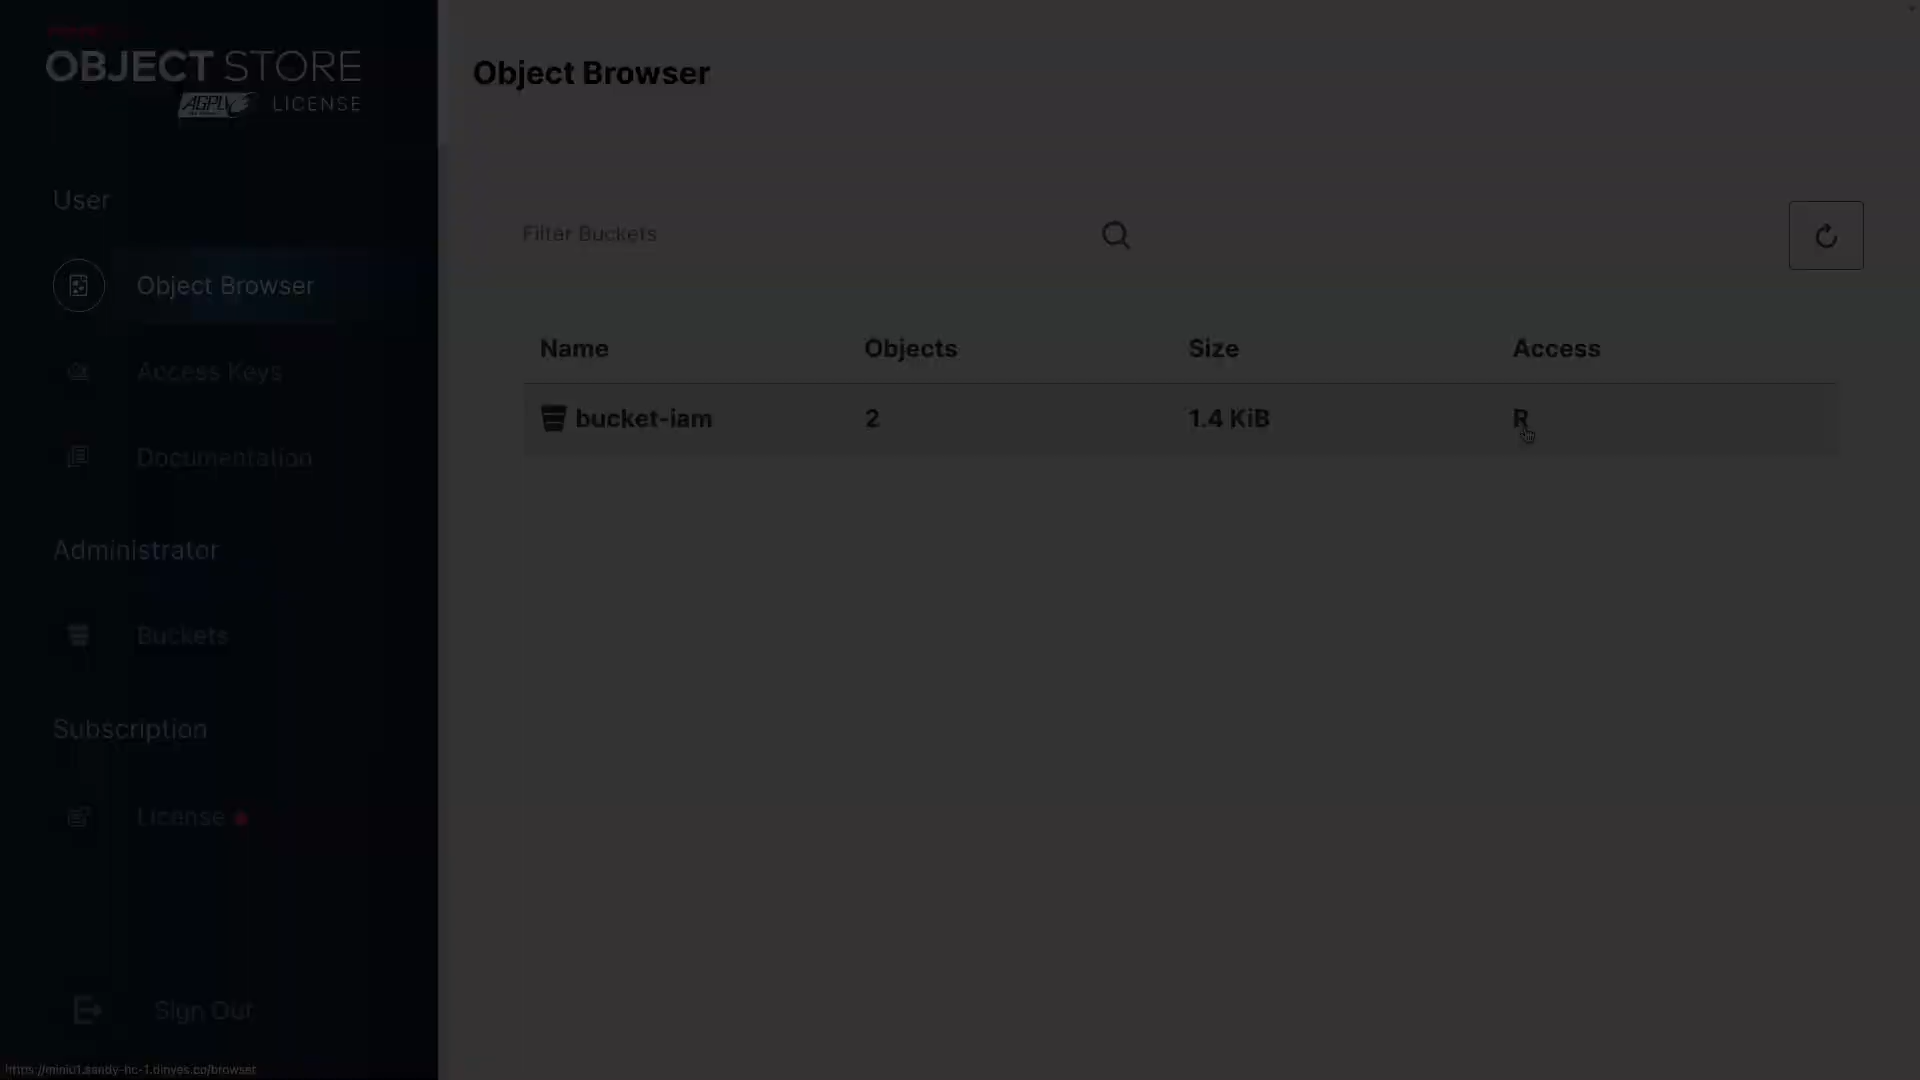 OBJECT STORE
AGPLv3 LICENSE
User
Object Browser
Access Keys
Documentation
Administrator
Buckets
Subscription
License
Sign Out
Object Browser
Filter Buckets
Name Objects Size Access
bucket-iam 2 1.4 KiB R